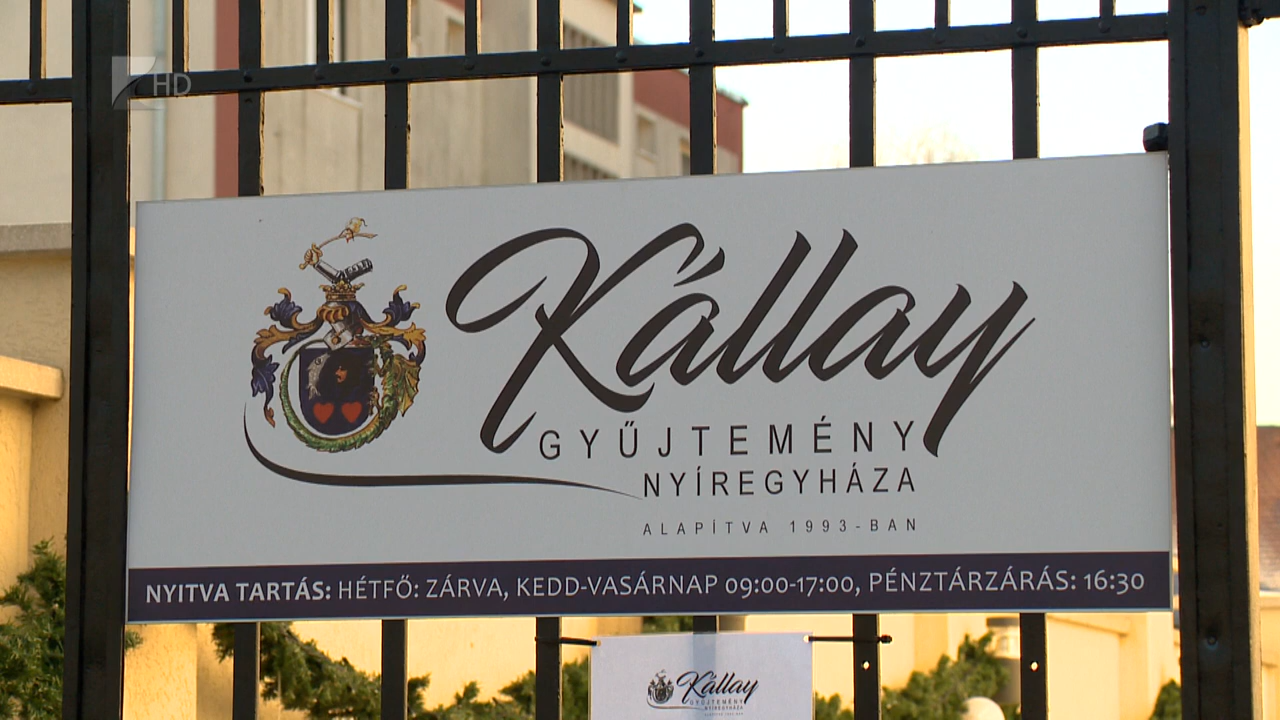 HD
Kállay
GYŰJTEMÉNY
NYÍREGYHÁZA
ALAPÍTVA 1993-BAN
NYITVA TARTÁS: HÉTFŐ: ZÁRVA, KEDD-VASÁRNAP 09:00-17:00, PÉNZTÁRZÁRÁS: 16:30
Kállay
GYŰJTEMÉNY
NYÍREGYHÁZA